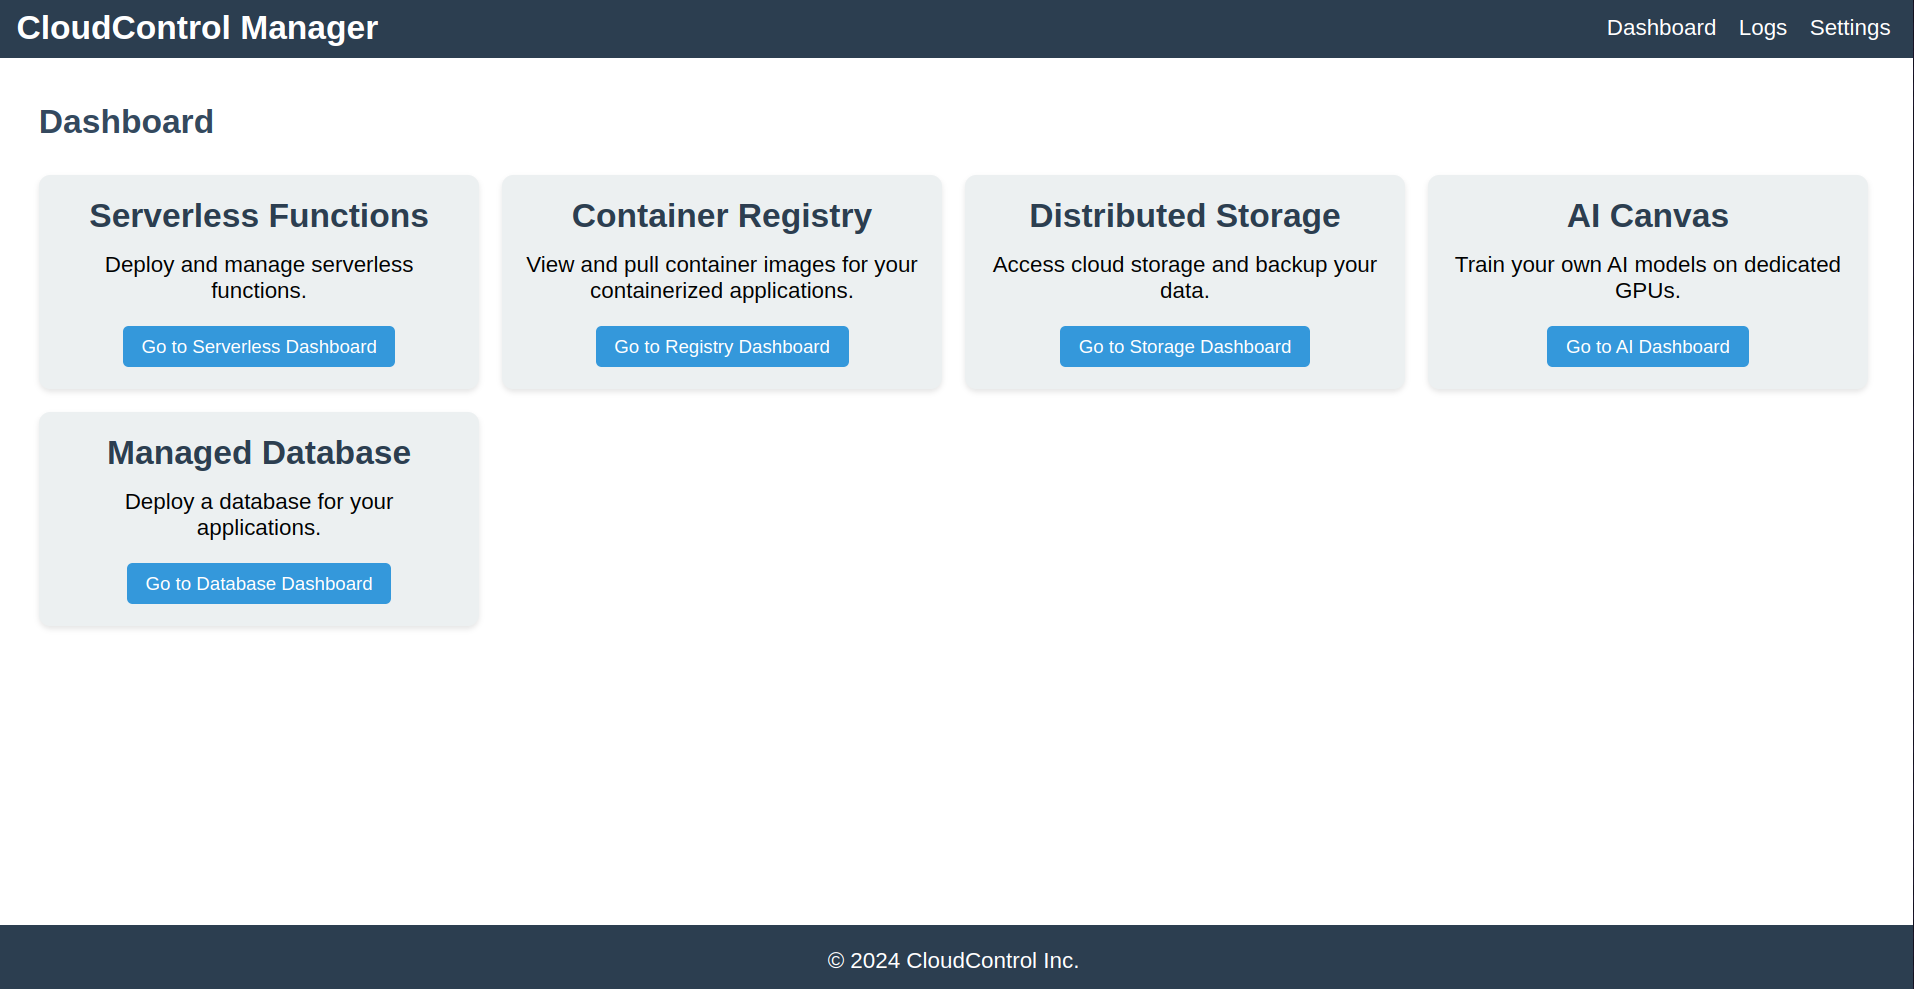 CloudControl Manager
Dashboard Logs Settings
Dashboard
Serverless Functions
Deploy and manage serverless
functions.
Go to Serverless Dashboard
Container Registry
View and pull container images for your
containerized applications.
Go to Registry Dashboard
Distributed Storage
Access cloud storage and backup your
data.
Go to Storage Dashboard
AI Canvas
Train your own AI models on dedicated
GPUs.
Go to AI Dashboard
Managed Database
Deploy a database for your
applications.
Go to Database Dashboard
© 2024 CloudControl Inc.